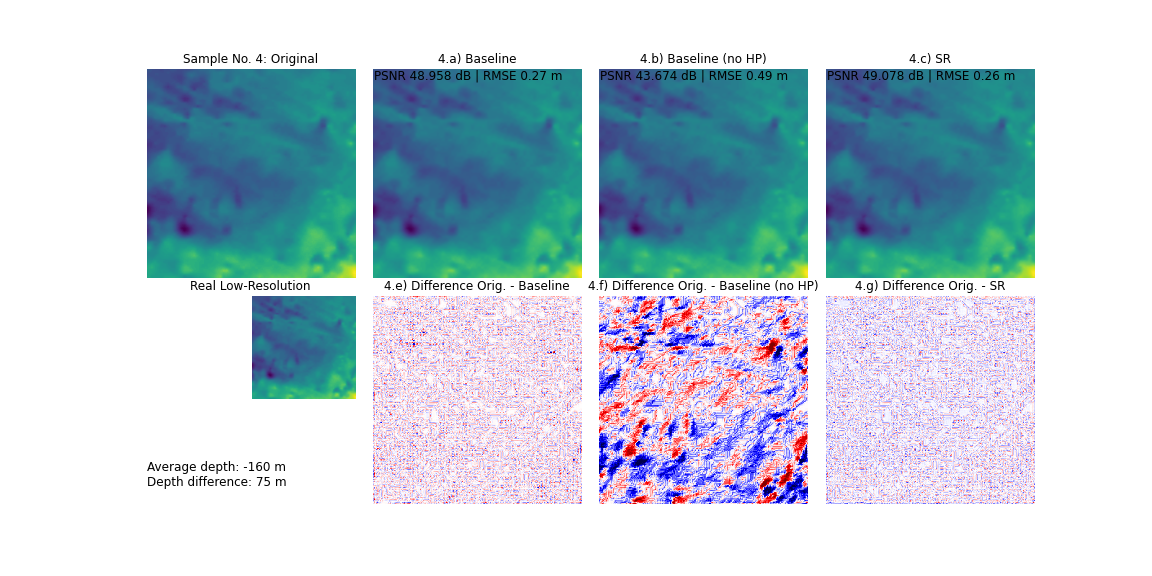 Sample No. 4: Original
4.a) Baseline
4.b) Baseline (no HP)
4.c) SR
PSNR 48.958 dB | RMSE 0.27 m
PSNR 43.674 dB | RMSE 0.49 m
PSNR 49.078 dB | RMSE 0.26 m
Real Low-Resolution
4.e) Difference Orig. - Baseline
4.f) Difference Orig. - Baseline (no HP)
4.g) Difference Orig. - SR
Average depth: -160 m
Depth difference: 75 m